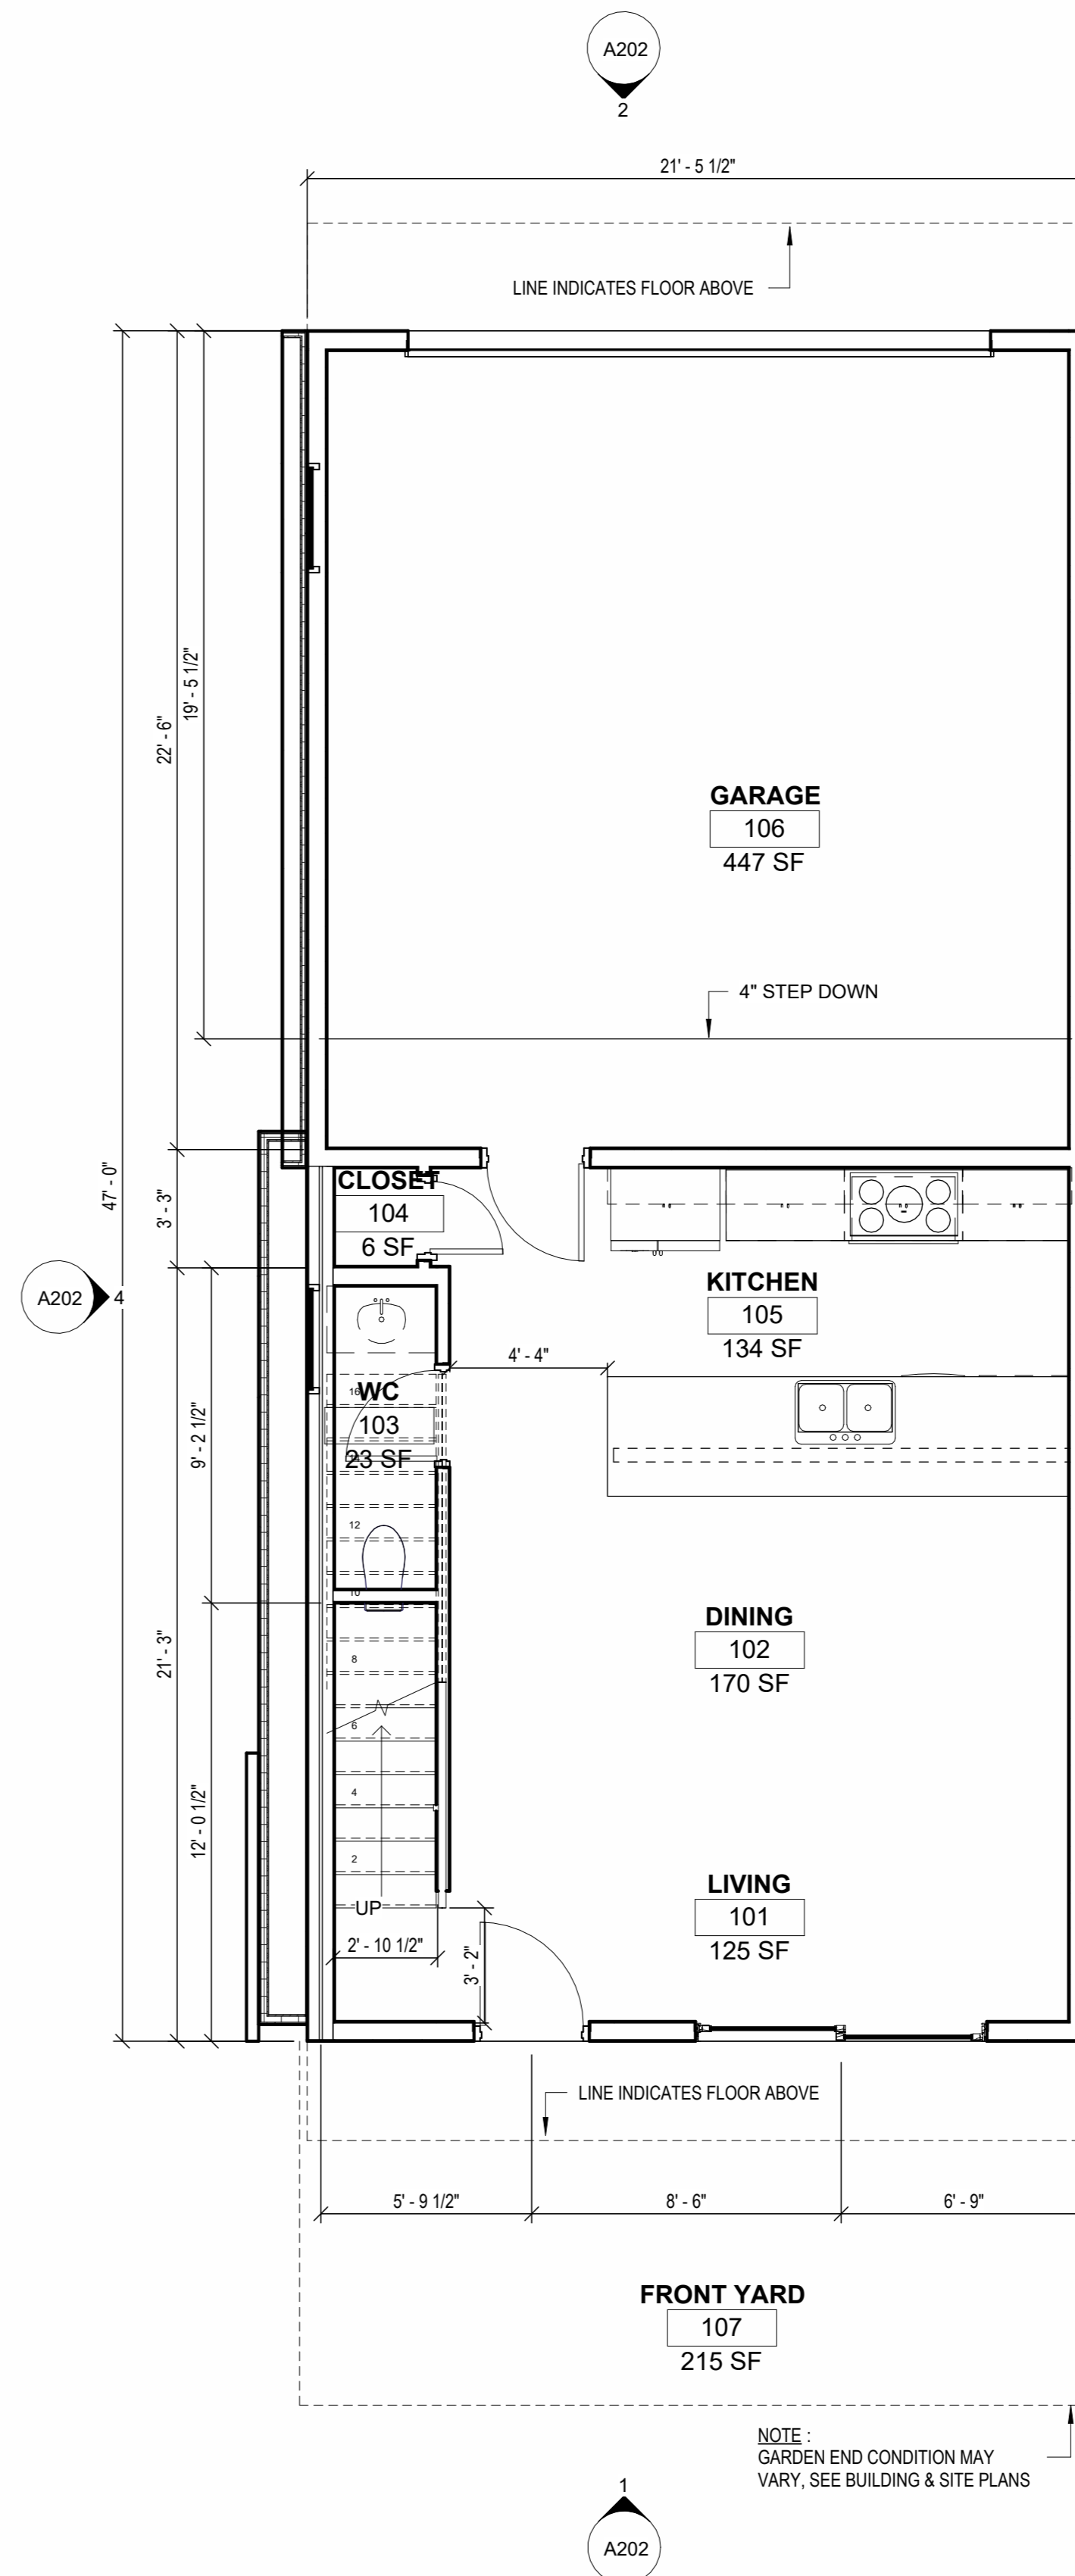 A202
2
21' - 5 1/2"
LINE INDICATES FLOOR ABOVE
19' - 5 1/2"
22' - 6"
GARAGE
106
447 SF
4" STEP DOWN
47' - 0"
3' - 3"
CLOSET
104
6 SF
A202
4
KITCHEN
105
134 SF
4' - 4"
16
WC
103
14
23 SF
9' - 2 1/2"
12
10
DINING
102
170 SF
21' - 3"
8
6
4
2
12' - 0 1/2"
LIVING
101
125 SF
UP
2' - 10 1/2"
3' - 2"
LINE INDICATES FLOOR ABOVE
5' - 9 1/2"
8' - 6"
6' - 9"
FRONT YARD
107
215 SF
NOTE :
GARDEN END CONDITION MAY
VARY, SEE BUILDING & SITE PLANS
1
A202